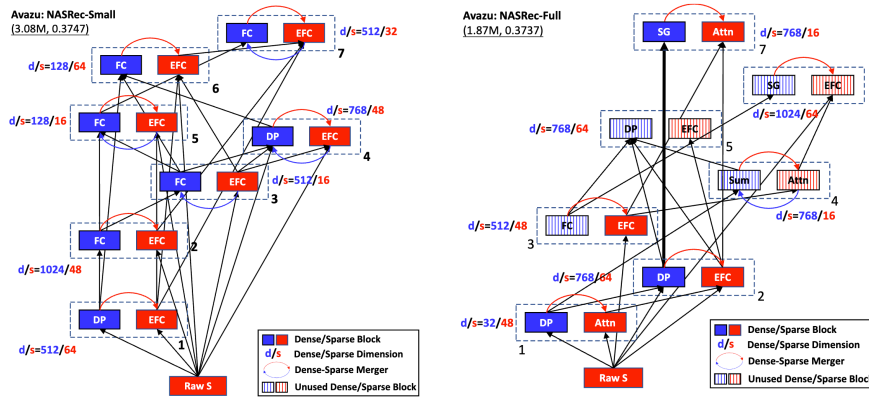 Avazu: NASRec-Small
(3.08M, 0.3747)
FC
EFC
d/s=512/32
7
FC
EFC
d/s=128/64
6
d/s=768/48
FC
EFC
d/s=128/16
5
DP
EFC
4
FC
EFC
d/s=512/16
3
FC
EFC
2
d/s=1024/48
DP
EFC
1
d/s=512/64
Raw S
Dense/Sparse Block
d/s
Dense/Sparse Dimension
Dense-Sparse Merger
Unused Dense/Sparse Block
Avazu: NASRec-Full
(1.87M, 0.3737)
SG
Attn
d/s=768/16
7
SG
EFC
d/s=1024/64
DP
EFC
d/s=768/64
5
Sum
Attn
4
d/s=768/16
FC
EFC
d/s=512/48
3
d/s=768/64
DP
EFC
2
d/s=32/48
DP
Attn
1
Raw S
Dense/Sparse Block
d/s
Dense/Sparse Dimension
Dense-Sparse Merger
Unused Dense/Sparse Block